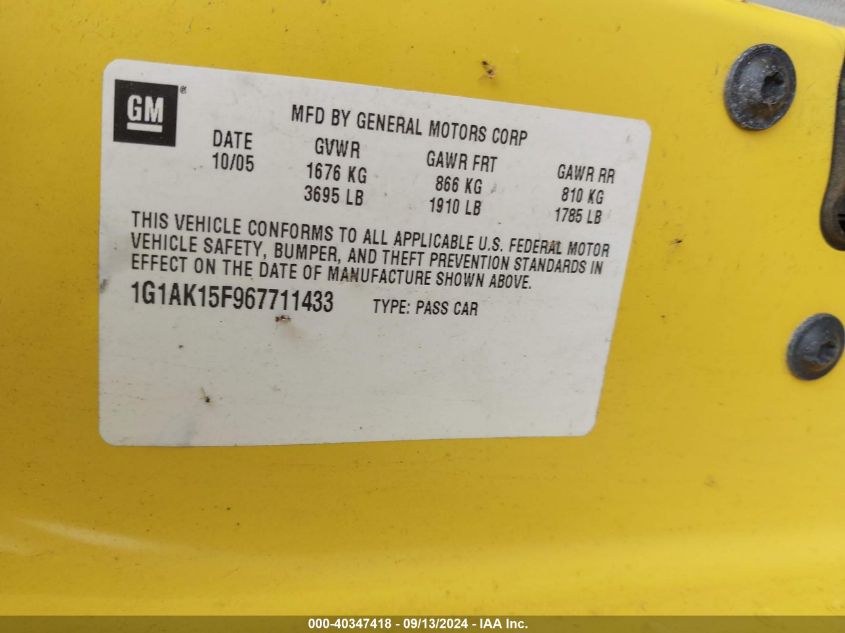 GM ®
MFD BY GENERAL MOTORS CORP
DATE GVWR GAWR FRT GAWR RR
10/05 1676 KG 866 KG 810 KG
3695 LB 1910 LB 1785 LB
THIS VEHICLE CONFORMS TO ALL APPLICABLE U.S. FEDERAL MOTOR
VEHICLE SAFETY, BUMPER, AND THEFT PREVENTION STANDARDS IN
EFFECT ON THE DATE OF MANUFACTURE SHOWN ABOVE.
1G1AK15F967711433 TYPE: PASS CAR
000-40347418 - 09/13/2024 - IAA Inc.